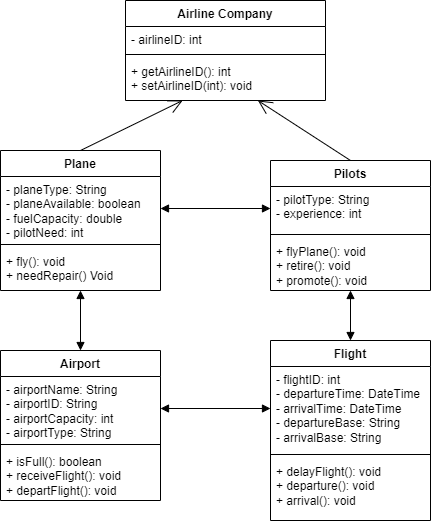 Airline Company
- airlineID: int
+ getAirlineID(): int
+ setAirlineID(int): void
Plane
- planeType: String
- planeAvailable: boolean
- fuelCapacity: double
- pilotNeed: int
+ fly(): void
+ needRepair() Void
Pilots
- pilotType: String
- experience: int
+ flyPlane(): void
+ retire(): void
+ promote(): void
Airport
- airportName: String
- airportID: String
- airportCapacity: int
- airportType: String
+ isFull(): boolean
+ receiveFlight(): void
+ departFlight(): void
Flight
- flightID: int
- departureTime: DateTime
- arrivalTime: DateTime
- departureBase: String
- arrivalBase: String
+ delayFlight(): void
+ departure(): void
+ arrival(): void